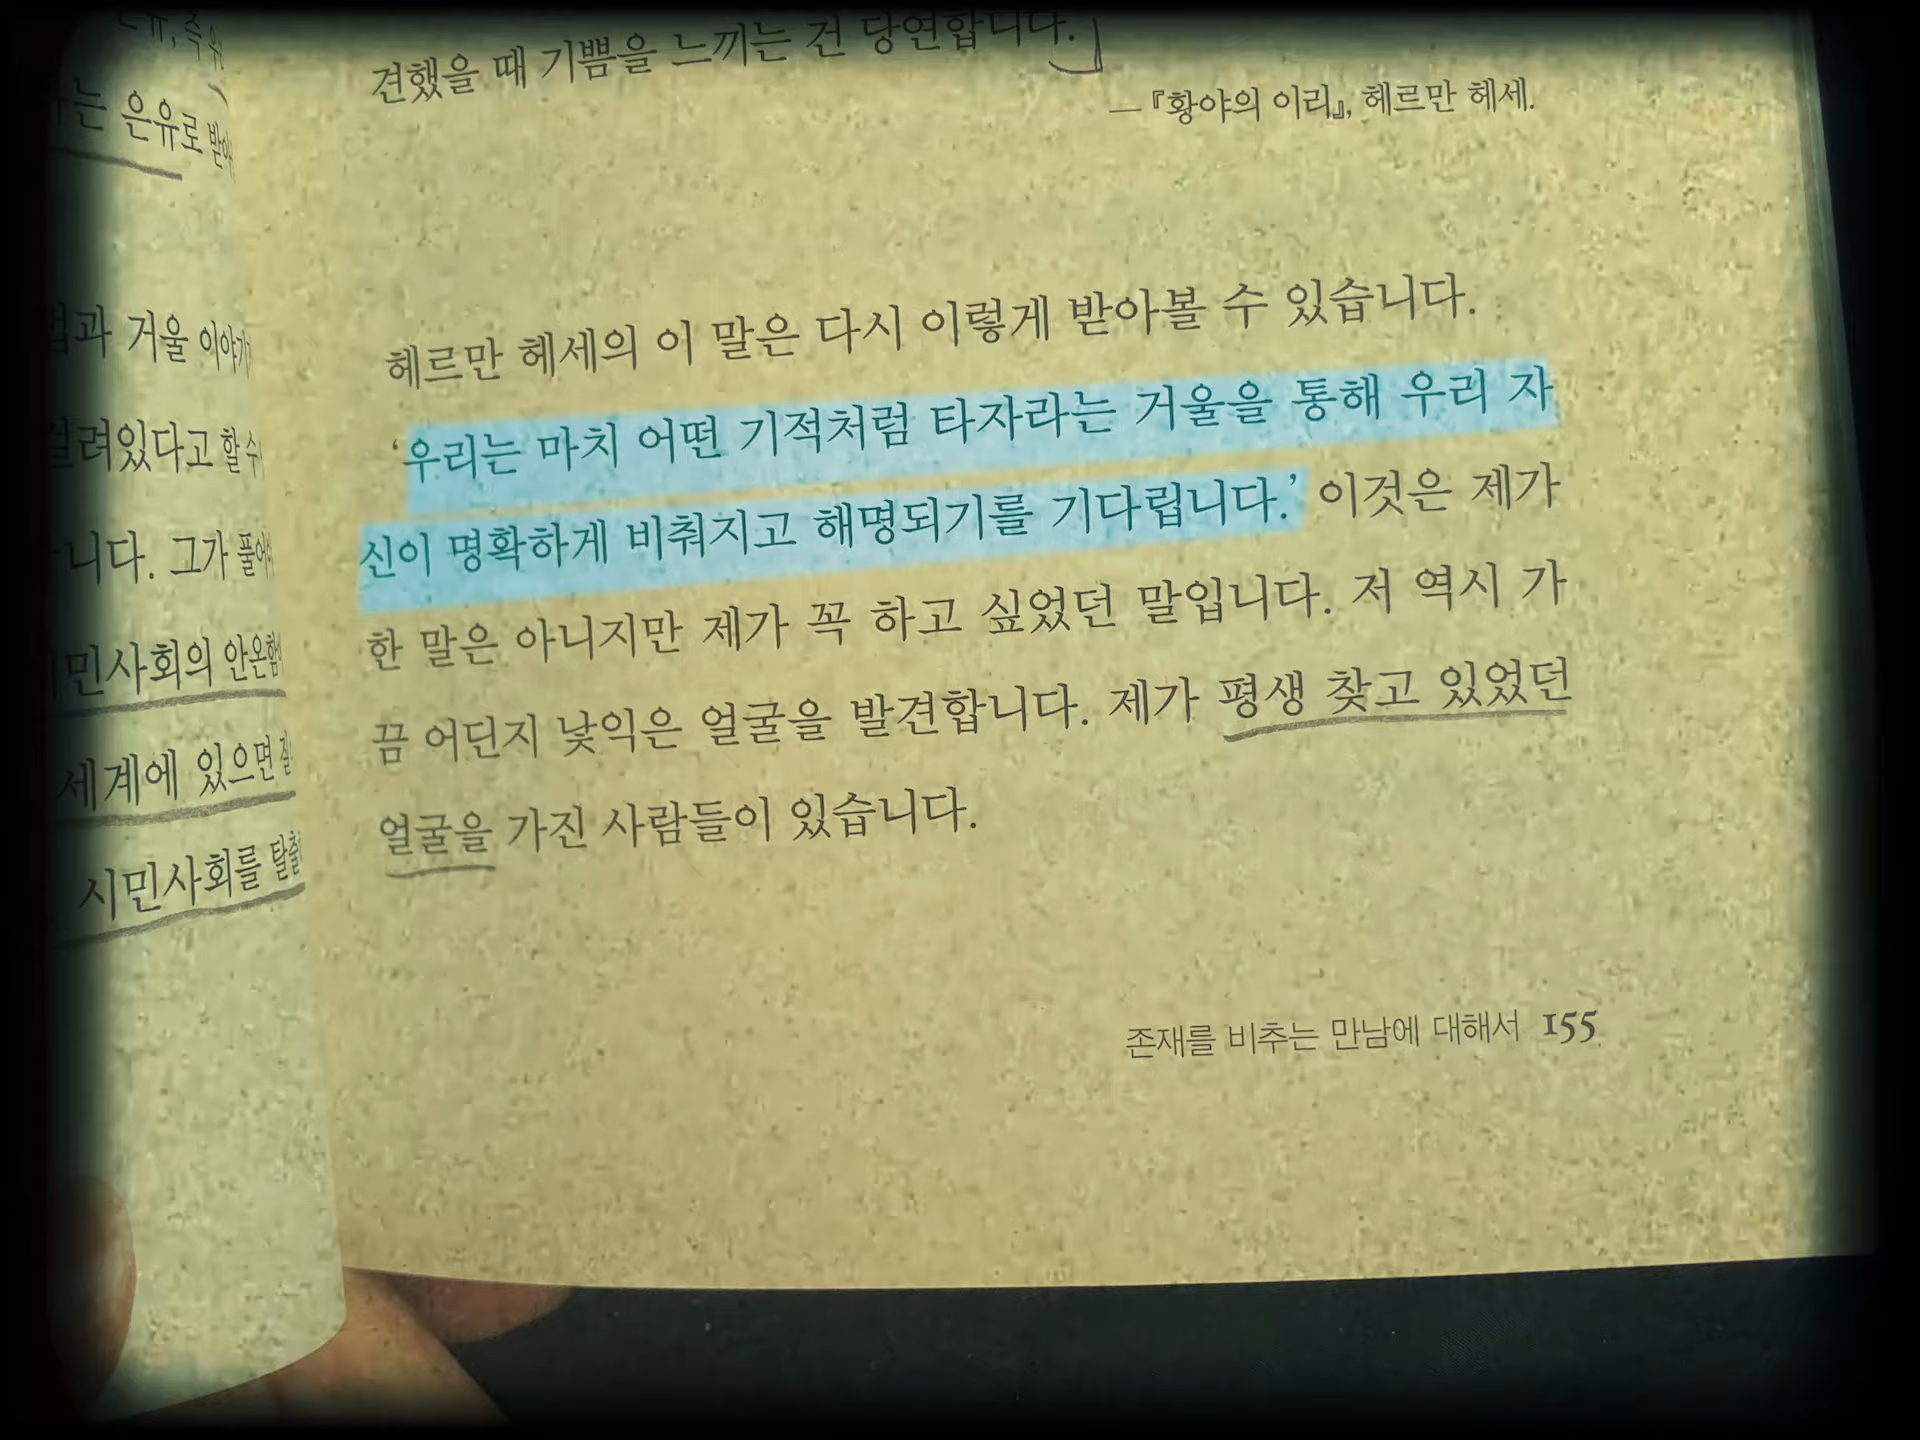 는 은유로
과 거울
려있다고 할 수
니다. 그가
민사회의 안온함
세계에 있으면
시민사회를 탈출
견했을 때 기쁨을 느끼는 건 당연합니다.
— 『황야의 이리』, 헤르만 헤세.
헤르만 헤세의 이 말은 다시 이렇게 받아볼 수 있습니다.
‘우리는 마치 어떤 기적처럼 타자라는 거울을 통해 우리 자
신이 명확하게 비춰지고 해명되기를 기다립니다.’ 이것은 제가
한 말은 아니지만 제가 꼭 하고 싶었던 말입니다. 저 역시 가
끔 어딘지 낯익은 얼굴을 발견합니다. 제가 평생 찾고 있었던
얼굴을 가진 사람들이 있습니다.
존재를 비추는 만남에 대해서 155